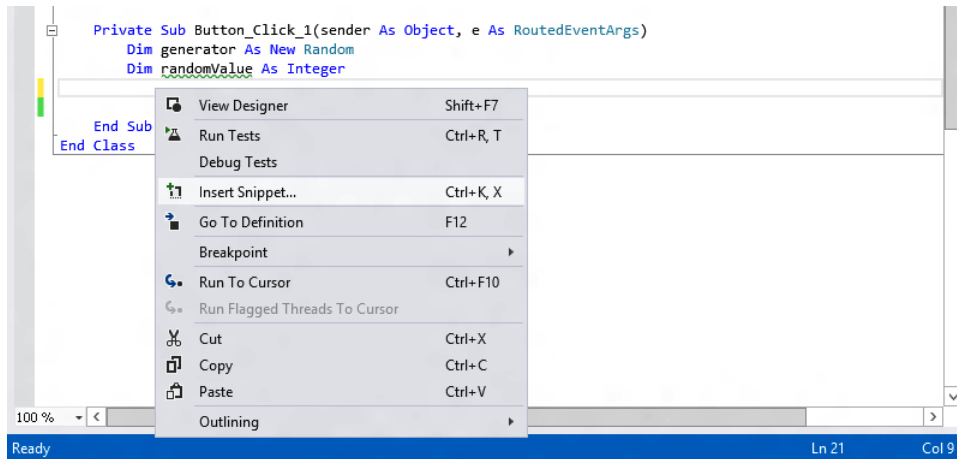 Private Sub Button_Click_1(sender As Object, e As RoutedEventArgs)
Dim generator As New Random
Dim randomValue As Integer
End Sub
End Class
View Designer Shift+F7
Run Tests Ctrl+R, T
Debug Tests
Insert Snippet... Ctrl+K, X
Go To Definition F12
Breakpoint
Run To Cursor Ctrl+F10
Run Flagged Threads To Cursor
Cut Ctrl+X
Copy Ctrl+C
Paste Ctrl+V
Outlining
100 %
Ready Ln 21 Col 9